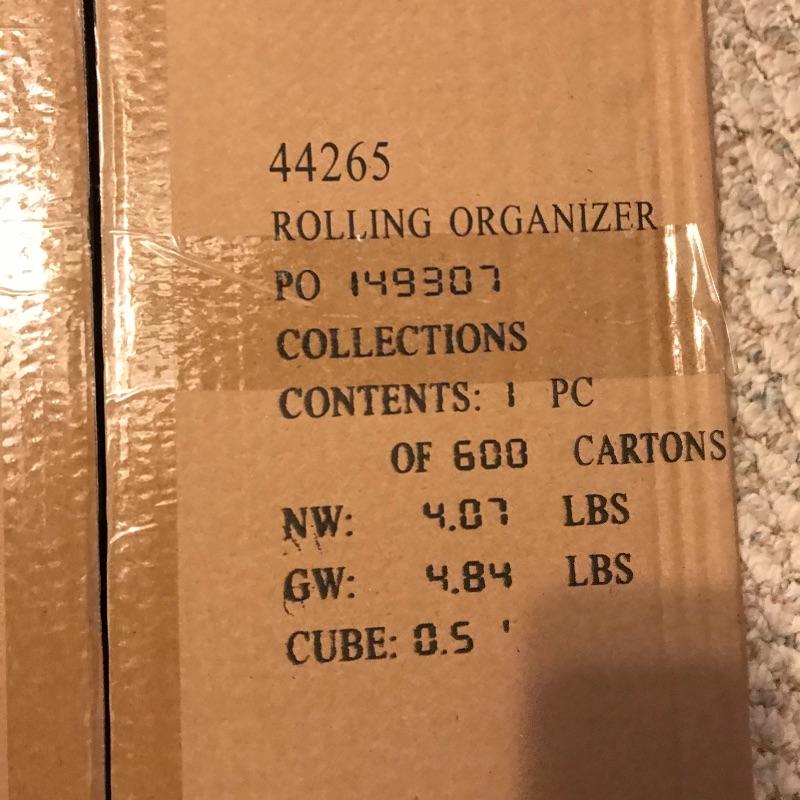 44265
ROLLING ORGANIZER
PO 149307
COLLECTIONS
CONTENTS: 1 PC
OF 600 CARTONS
NW: 4.07 LBS
GW: 4.84 LBS
CUBE: 0.5 '